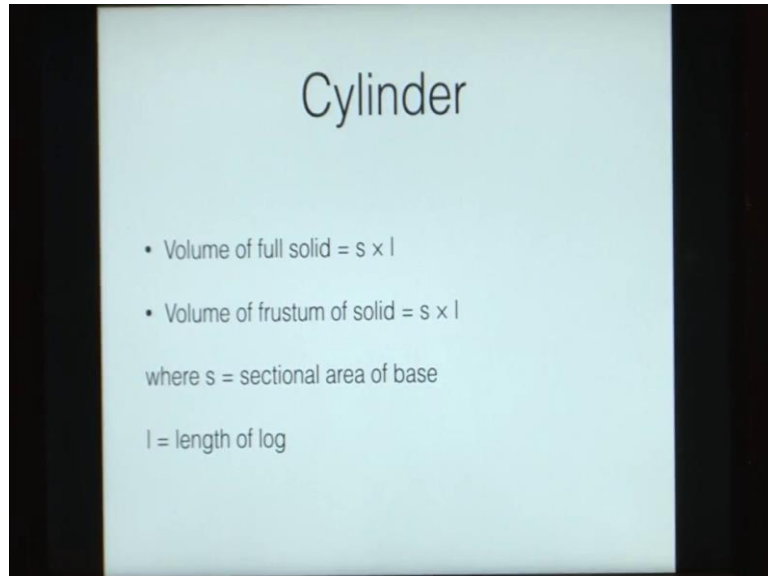 Cylinder
• Volume of full solid = s x l
• Volume of frustum of solid = s x l
where s = sectional area of base
l = length of log